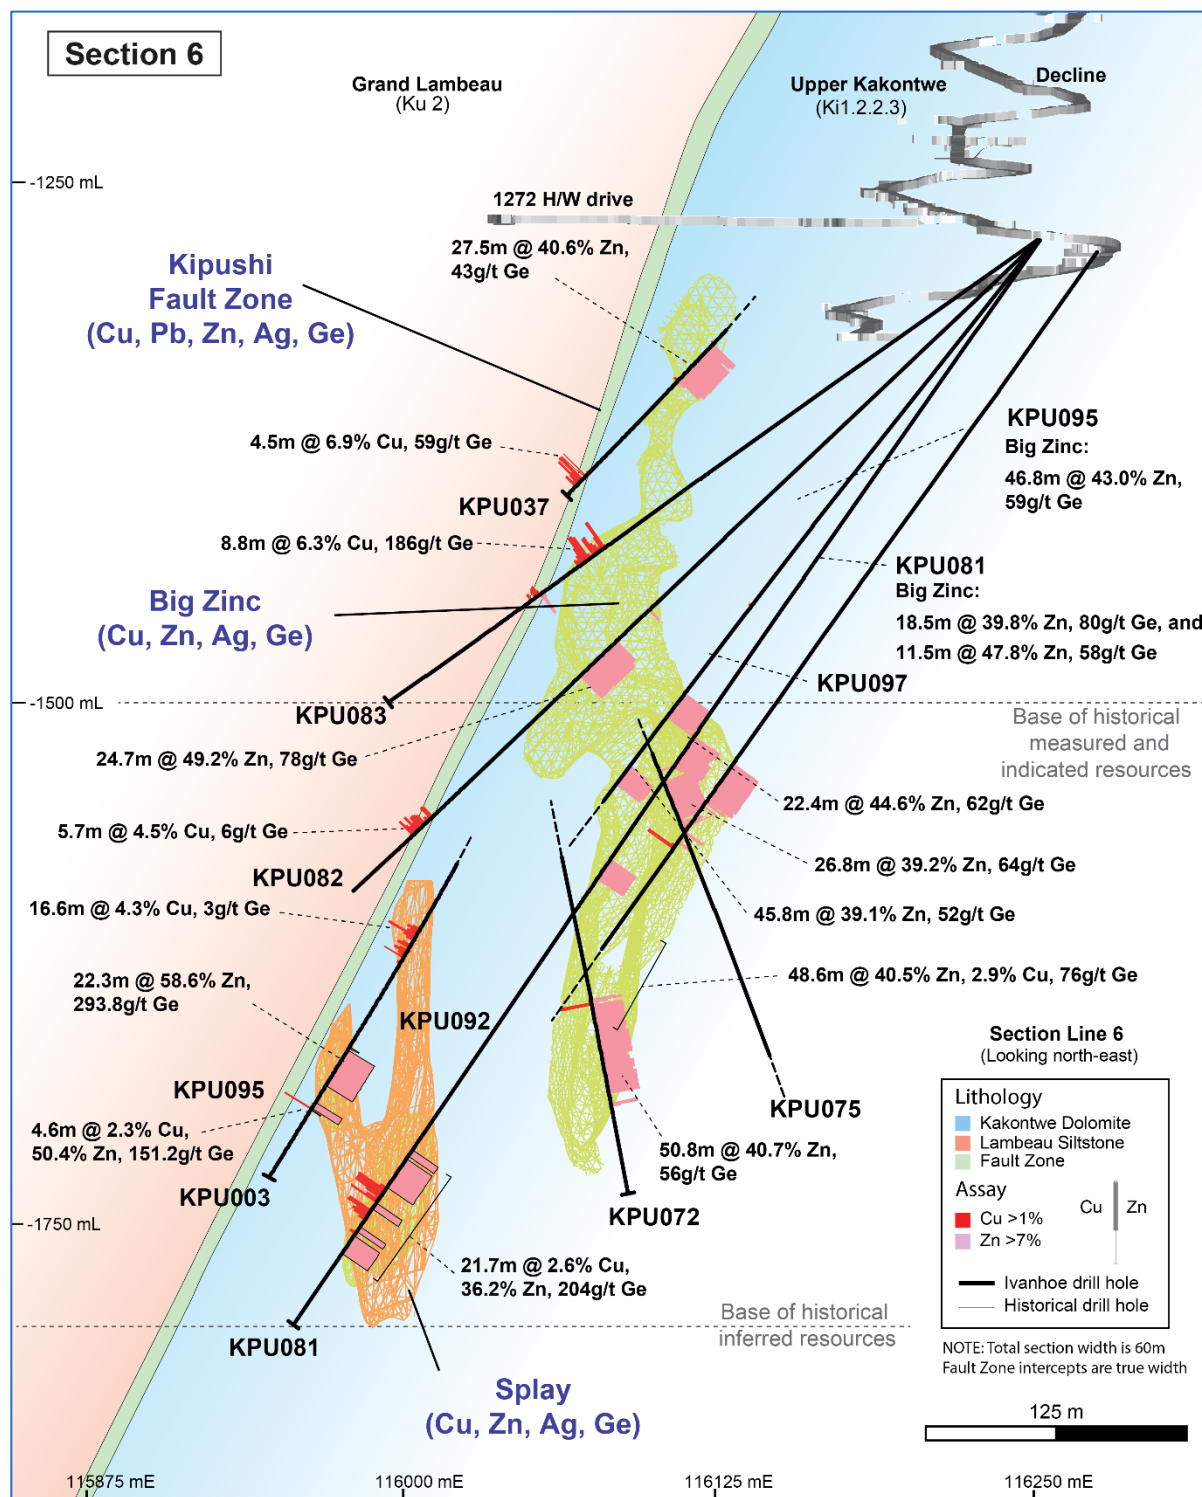 Section 6
Grand Lambeau
(Ku 2)
Upper Kakontwe
(Ki1.2.2.3)
Decline
-1250 mL
1272 H/W drive
27.5m @ 40.6% Zn,
43g/t Ge
Kipushi
Fault Zone
(Cu, Pb, Zn, Ag, Ge)
KPU095
Big Zinc:
46.8m @ 43.0% Zn,
59g/t Ge
4.5m @ 6.9% Cu, 59g/t Ge
KPU037
8.8m @ 6.3% Cu, 186g/t Ge
KPU081
Big Zinc:
18.5m @ 39.8% Zn, 80g/t Ge, and
11.5m @ 47.8% Zn, 58g/t Ge
Big Zinc
(Cu, Zn, Ag, Ge)
KPU097
-1500 mL
KPU083
Base of historical
measured and
indicated resources
24.7m @ 49.2% Zn, 78g/t Ge
22.4m @ 44.6% Zn, 62g/t Ge
5.7m @ 4.5% Cu, 6g/t Ge
26.8m @ 39.2% Zn, 64g/t Ge
KPU082
16.6m @ 4.3% Cu, 3g/t Ge
45.8m @ 39.1% Zn, 52g/t Ge
22.3m @ 58.6% Zn,
293.8g/t Ge
48.6m @ 40.5% Zn, 2.9% Cu, 76g/t Ge
KPU092
Section Line 6
(Looking north-east)
KPU095
KPU075
4.6m @ 2.3% Cu,
50.4% Zn, 151.2g/t Ge
50.8m @ 40.7% Zn,
56g/t Ge
KPU003
KPU072
-1750 mL
21.7m @ 2.6% Cu,
36.2% Zn, 204g/t Ge
Lithology
Kakontwe Dolomite
Lambeau Siltstone
Fault Zone
Assay
Cu >1%
Zn >7%
Cu
Zn
Ivanhoe drill hole
Historical drill hole
Base of historical
inferred resources
KPU081
NOTE: Total section width is 60m
Fault Zone intercepts are true width
Splay
(Cu, Zn, Ag, Ge)
125 m
115875 mE
116000 mE
116125 mE
116250 mE